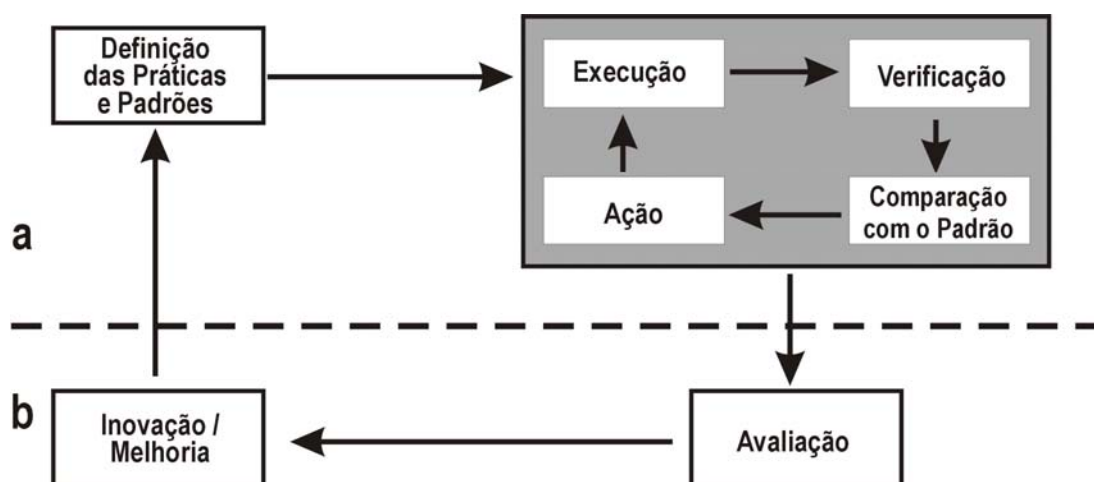 Definição
das Práticas
e Padrões
Execução
Verificação
Ação
Comparação
com o Padrão
a
b
Inovação /
Melhoria
Avaliação